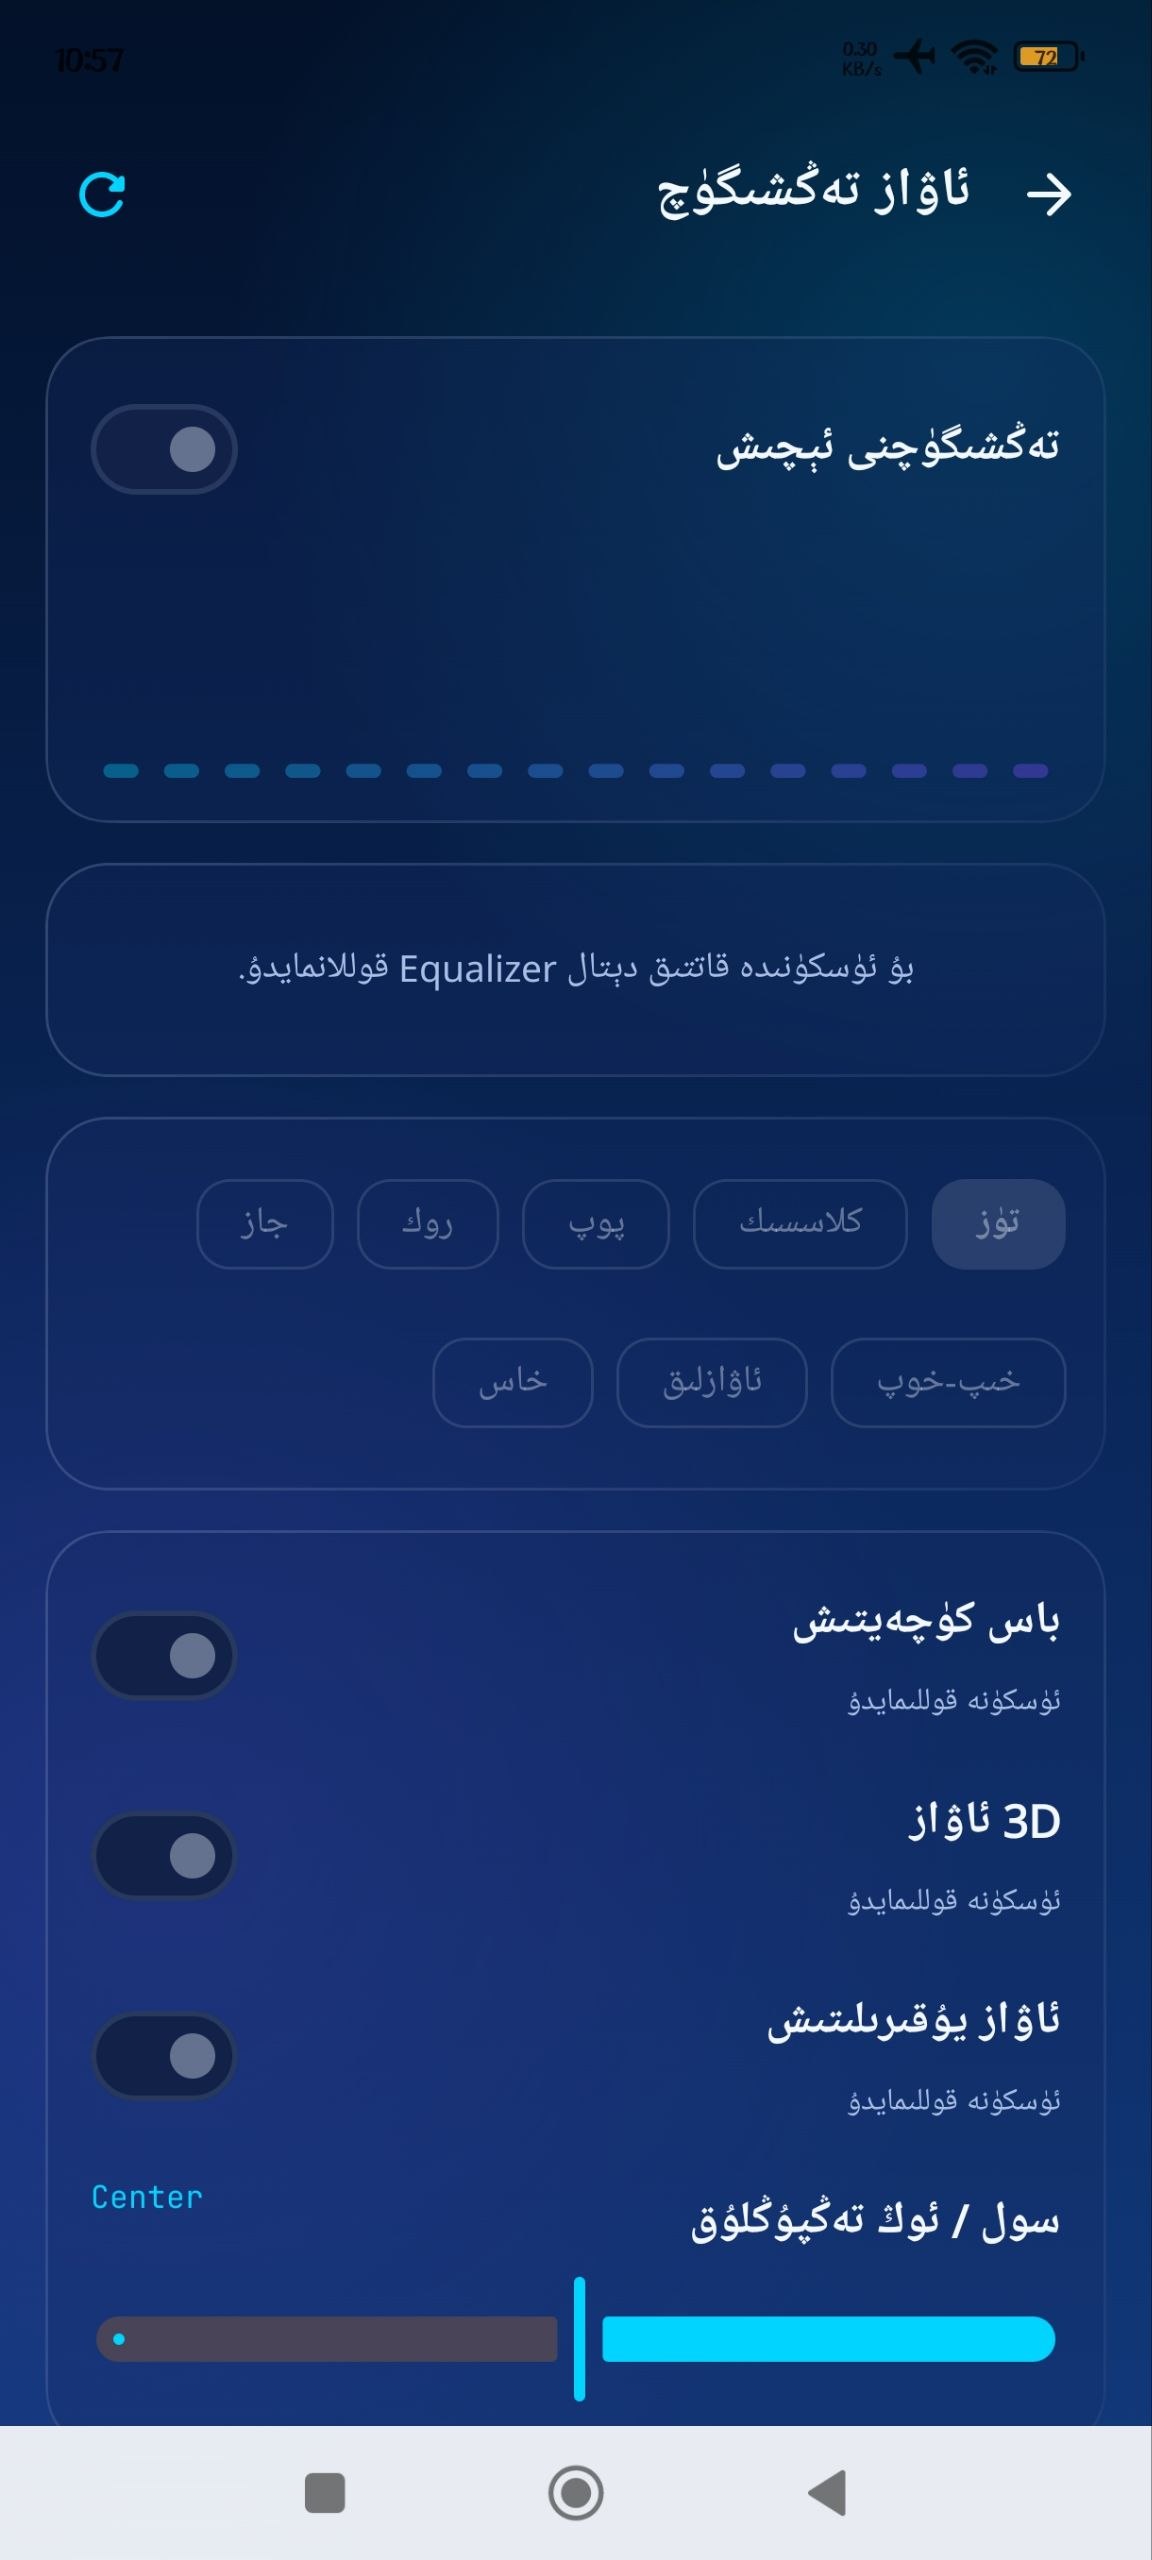 10:57
0.30
KB/s
72
ئاۋاز تەڭشىگۈچ
تەڭشىگۈچنى ئېچىش
بۇ ئۈسكۈنىدە قاتتىق دېتال Equalizer قوللانمايدۇ.
تۈز
كلاسسىك
پوپ
روك
جاز
خىپ-خوپ
ئاۋازلىق
خاس
باس كۈچەيتىش
ئۈسكۈنە قوللىمايدۇ
3D ئاۋاز
ئۈسكۈنە قوللىمايدۇ
ئاۋاز يۇقىرىلىتىش
ئۈسكۈنە قوللىمايدۇ
سول / ئوڭ تەڭپۇڭلۇق
Center